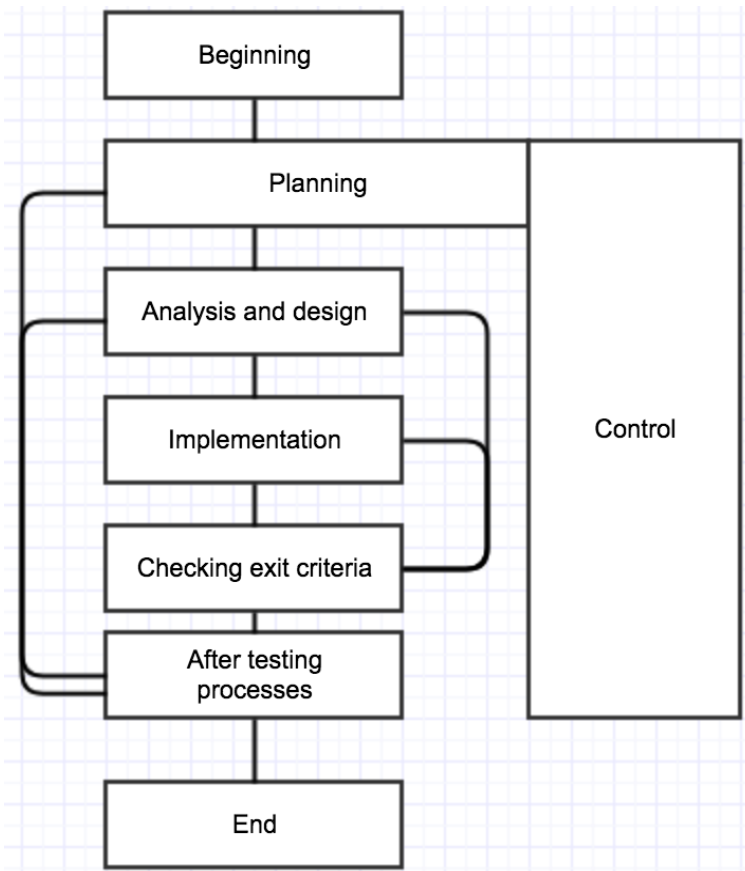 Beginning
Planning
Analysis and design
Implementation
Control
Checking exit criteria
After testing
processes
End